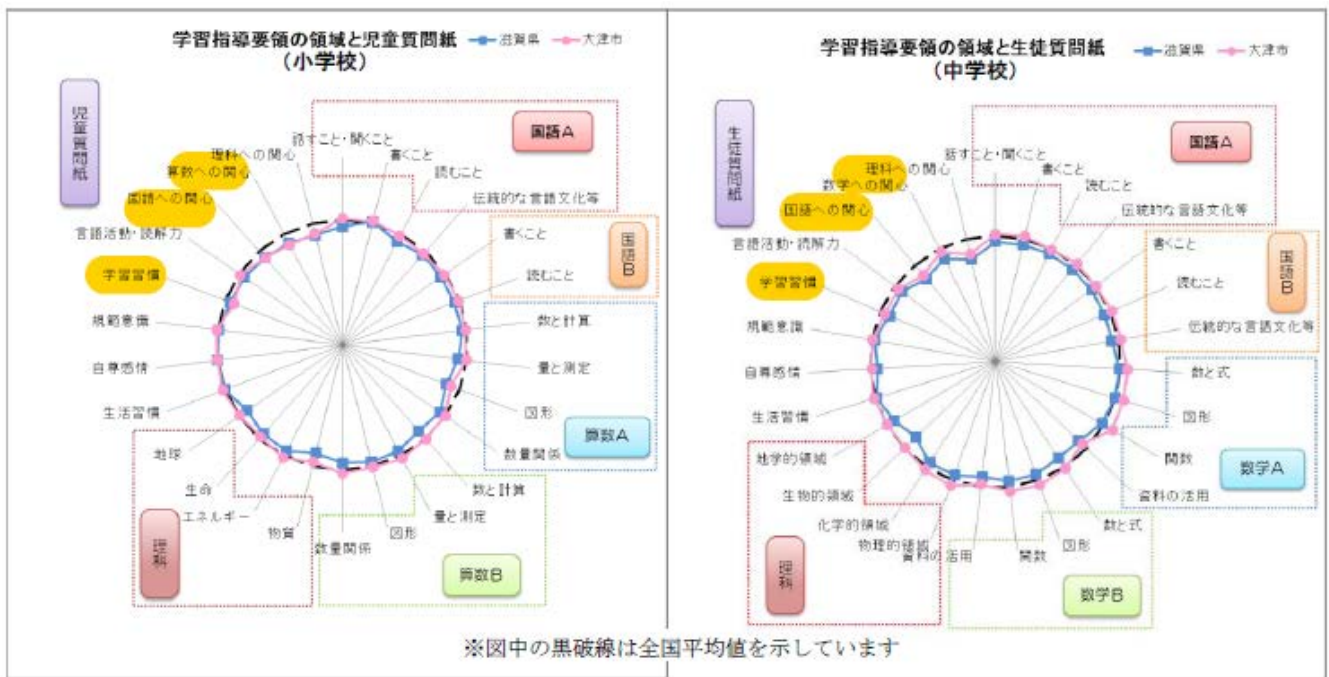 学習指導要領の領域と児童質問紙
(小学校)
滋賀県
大津市
児童質問紙
国語A
話すこと・聞くこと
書くこと
読むこと
伝統的な言語文化等
国語B
書くこと
読むこと
算数A
数と計算
量と測定
図形
数量関係
算数B
数と計算
量と測定
図形
数量関係
理科
物質
エネルギー
生命
地球
生活習慣
自尊感情
規範意識
学習習慣
言語活動・読解力
国語への関心
算数への関心
理科への関心
学習指導要領の領域と生徒質問紙
(中学校)
滋賀県
大津市
生徒質問紙
国語A
話すこと・聞くこと
書くこと
読むこと
伝統的な言語文化等
国語B
書くこと
読むこと
伝統的な言語文化等
数学A
数と式
図形
関数
資料の活用
数学B
数と式
図形
関数
資料の活用
理科
物理的領域
化学的領域
生物的領域
地学的領域
生活習慣
自尊感情
規範意識
学習習慣
言語活動・読解力
国語への関心
数学への関心
理科への関心
※図中の黒破線は全国平均値を示しています